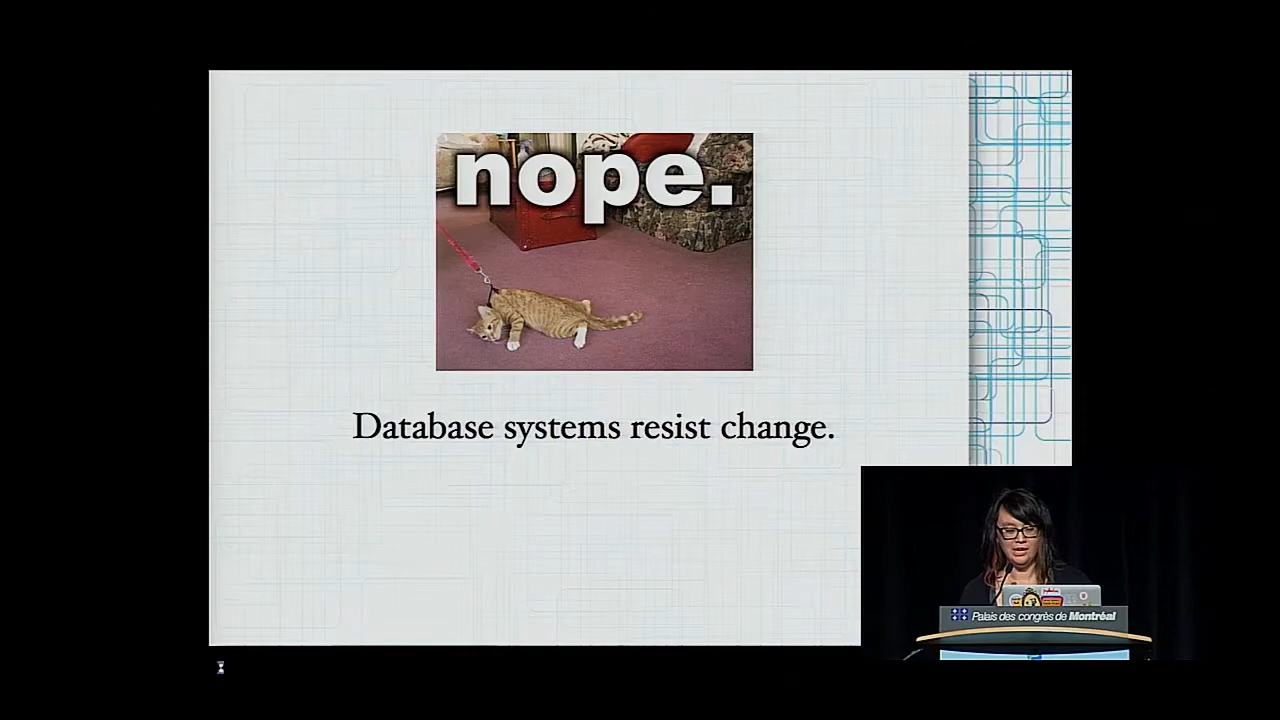 nope.
Database systems resist change.
Palais des congrès de Montréal